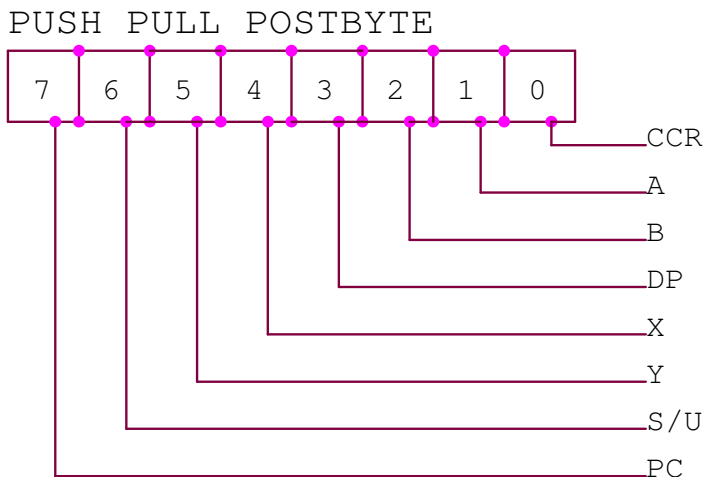 PUSH PULL POSTBYTE
7 6 5 4 3 2 1 0
CCR
A
B
DP
X
Y
S/U
PC